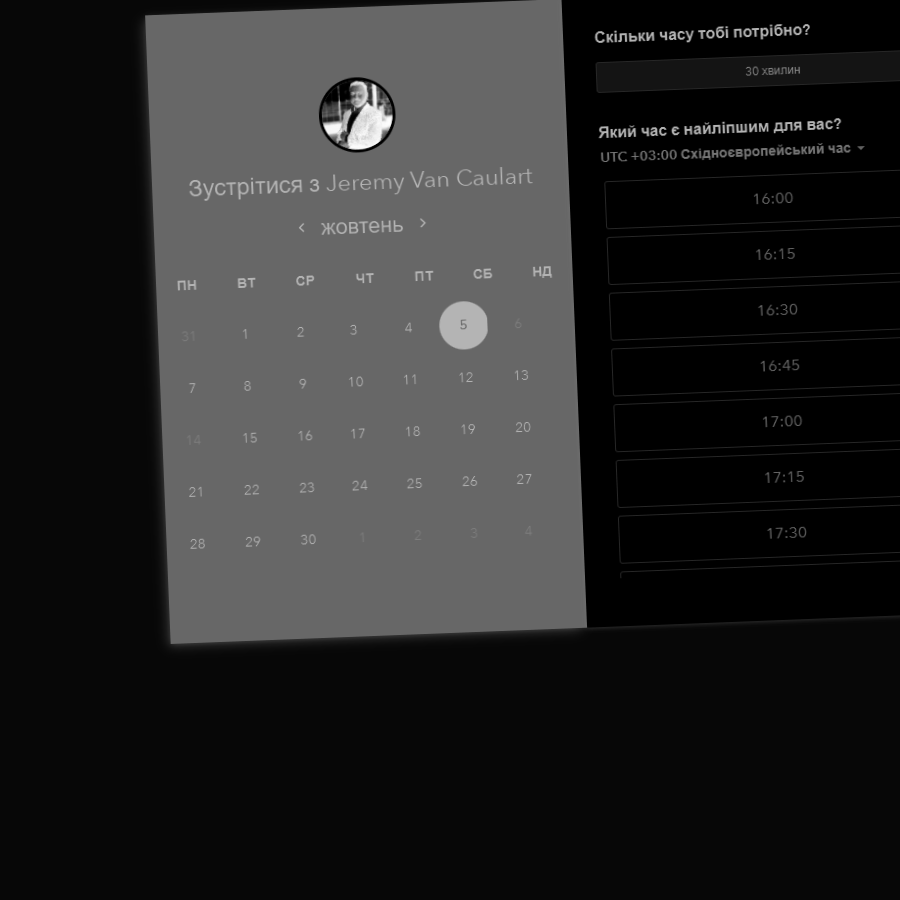 Зустрітися з Jeremy Van Caulart
жовтень
ПН ВТ СР ЧТ ПТ СБ НД
31 1 2 3 4 5 6
7 8 9 10 11 12 13
14 15 16 17 18 19 20
21 22 23 24 25 26 27
28 29 30 1 2 3 4
Скільки часу тобі потрібно?
30 хвилин
Який час є найліпшим для вас?
UTC +03:00 Східноєвропейський час
16:00
16:15
16:30
16:45
17:00
17:15
17:30